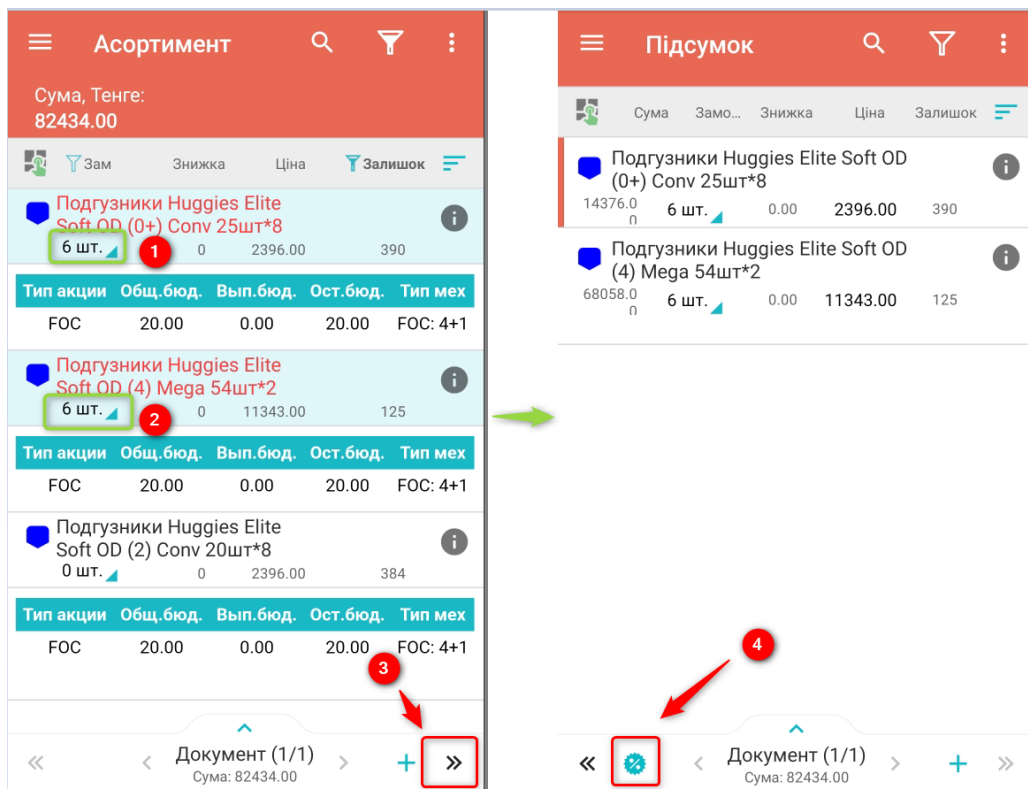 Асортимент
Сума, Тенге:
82434.00
Зам Знижка Ціна Залишок
Подгузники Huggies Elite
Soft OD (0+) Conv 25шт*8
6 шт. 0 2396.00 390
1
Тип акции Общ.бюд. Вып.бюд. Ост.бюд. Тип мех
FOC 20.00 0.00 20.00 FOC: 4+1
Подгузники Huggies Elite
Soft OD (4) Mega 54шт*2
6 шт. 0 11343.00 125
2
Тип акции Общ.бюд. Вып.бюд. Ост.бюд. Тип мех
FOC 20.00 0.00 20.00 FOC: 4+1
Подгузники Huggies Elite
Soft OD (2) Conv 20шт*8
0 шт. 0 2396.00 384
Тип акции Общ.бюд. Вып.бюд. Ост.бюд. Тип мех
FOC 20.00 0.00 20.00 FOC: 4+1
3
Документ (1/1)
Сума: 82434.00
Підсумок
Сума Замо... Знижка Ціна Залишок
Подгузники Huggies Elite Soft OD
(0+) Conv 25шт*8
14376.0
0 6 шт. 0.00 2396.00 390
Подгузники Huggies Elite Soft OD
(4) Mega 54шт*2
68058.0
0 6 шт. 0.00 11343.00 125
4
Документ (1/1)
Сума: 82434.00